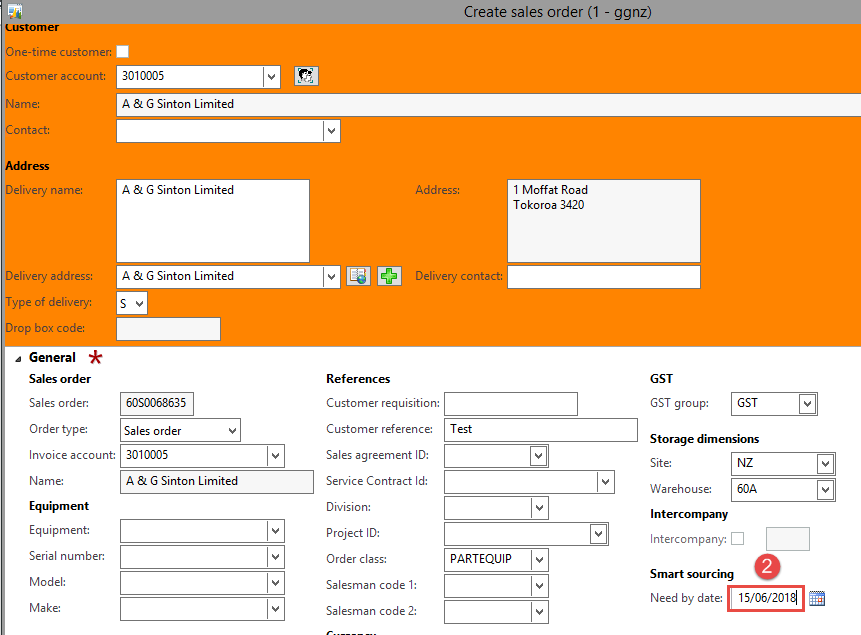 Create sales order (1 - ggnz)
Customer
One-time customer:
Customer account: 3010005
Name: A & G Sinton Limited
Contact:
Address
Delivery name: A & G Sinton Limited Address: 1 Moffat Road
Tokoroa 3420
Delivery address: A & G Sinton Limited Delivery contact:
Type of delivery: S
Drop box code:
General *
Sales order References GST
Sales order: 60S0068635 Customer requisition: GST group: GST
Order type: Sales order Customer reference: Test Storage dimensions
Invoice account: 3010005 Sales agreement ID: Site: NZ
Name: A & G Sinton Limited Service Contract Id: Warehouse: 60A
Equipment Division: Intercompany
Equipment: Project ID: Intercompany:
Serial number: Order class: PARTEQUIP 2
Model: Salesman code 1: Smart sourcing
Make: Salesman code 2: Need by date: 15/06/2018
Currency